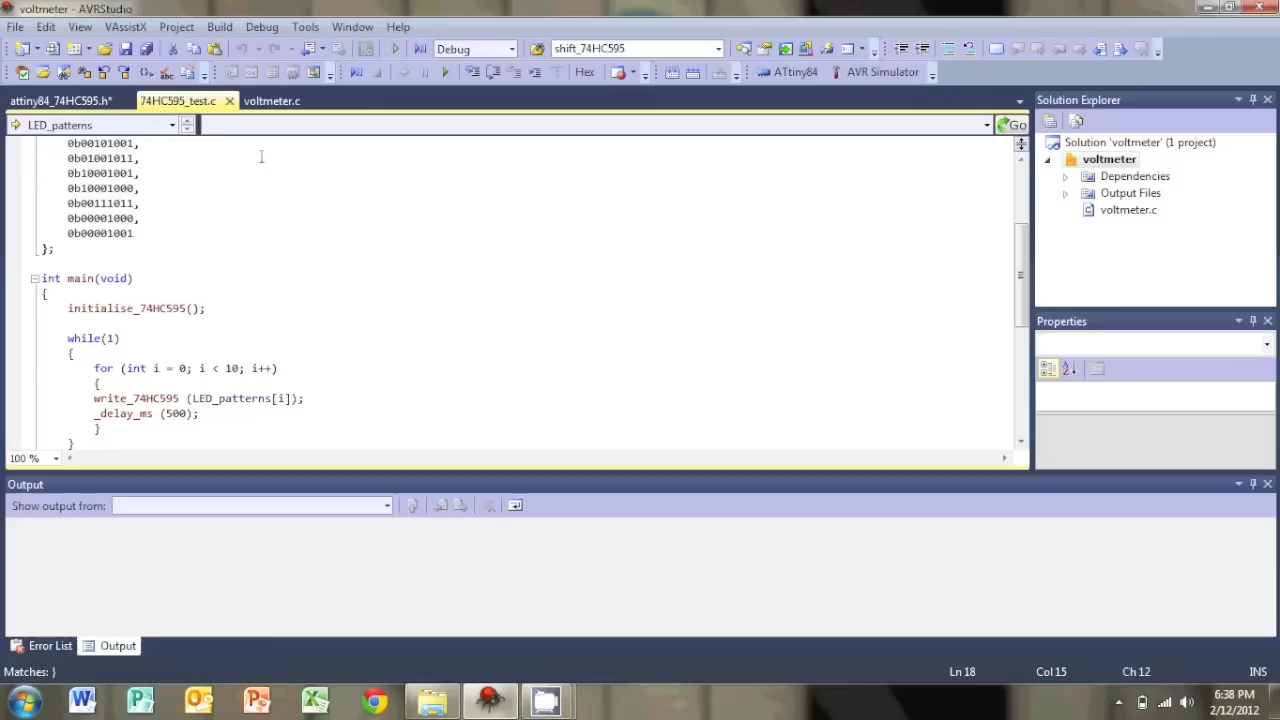 voltmeter - AVRStudio
File Edit View VAssistX Project Build Debug Tools Window Help
Debug shift_74HC595
Hex ATtiny84 AVR Simulator
attiny84_74HC595.h* 74HC595_test.c voltmeter.c
LED_patterns Go
0b00101001,
0b01001011,
0b10001001,
0b10001000,
0b00111011,
0b00001000,
0b00001001
};
int main(void)
{
initialise_74HC595();
while(1)
{
for (int i = 0; i < 10; i++)
{
write_74HC595 (LED_patterns[i]);
_delay_ms (500);
}
}
100 %
Solution Explorer
Solution 'voltmeter' (1 project)
voltmeter
Dependencies
Output Files
voltmeter.c
Properties
Output
Show output from:
Error List Output
Matches: } Ln 18 Col 15 Ch 12 INS
6:38 PM
2/12/2012